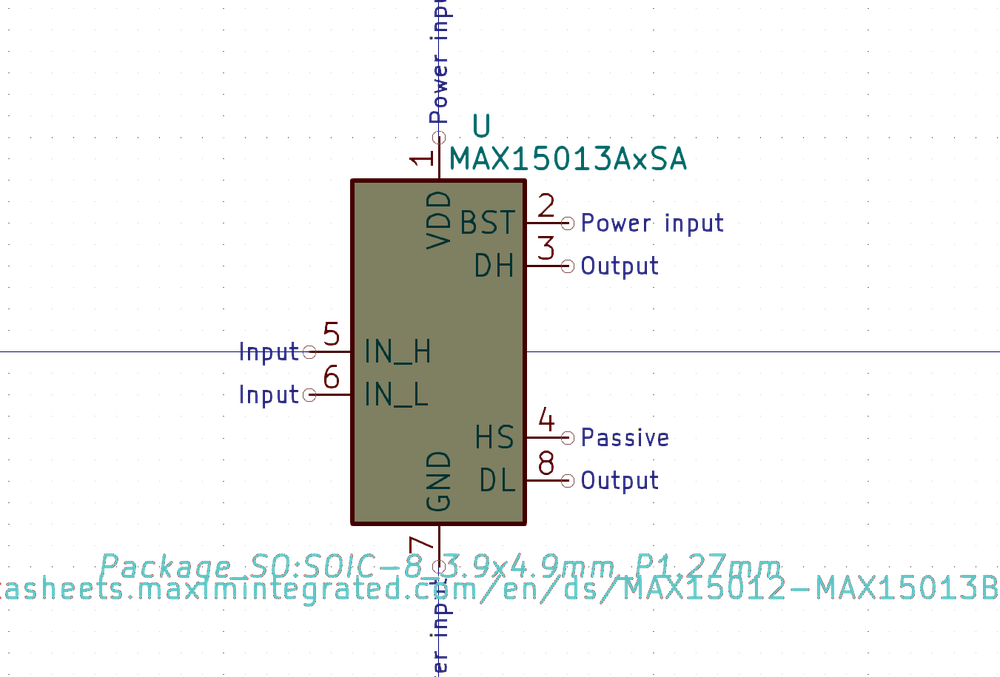 Power inpu
U
1
MAX15013AxSA
VDD
BST 2 Power input
DH 3 Output
Input 5 IN_H
Input 6 IN_L
HS 4 Passive
DL 8 Output
GND
7
Package_SO:SOIC-8_3.9x4.9mm_P1.27mm
tasheets.maximintegrated.com/en/ds/MAX15012-MAX15013B
er input